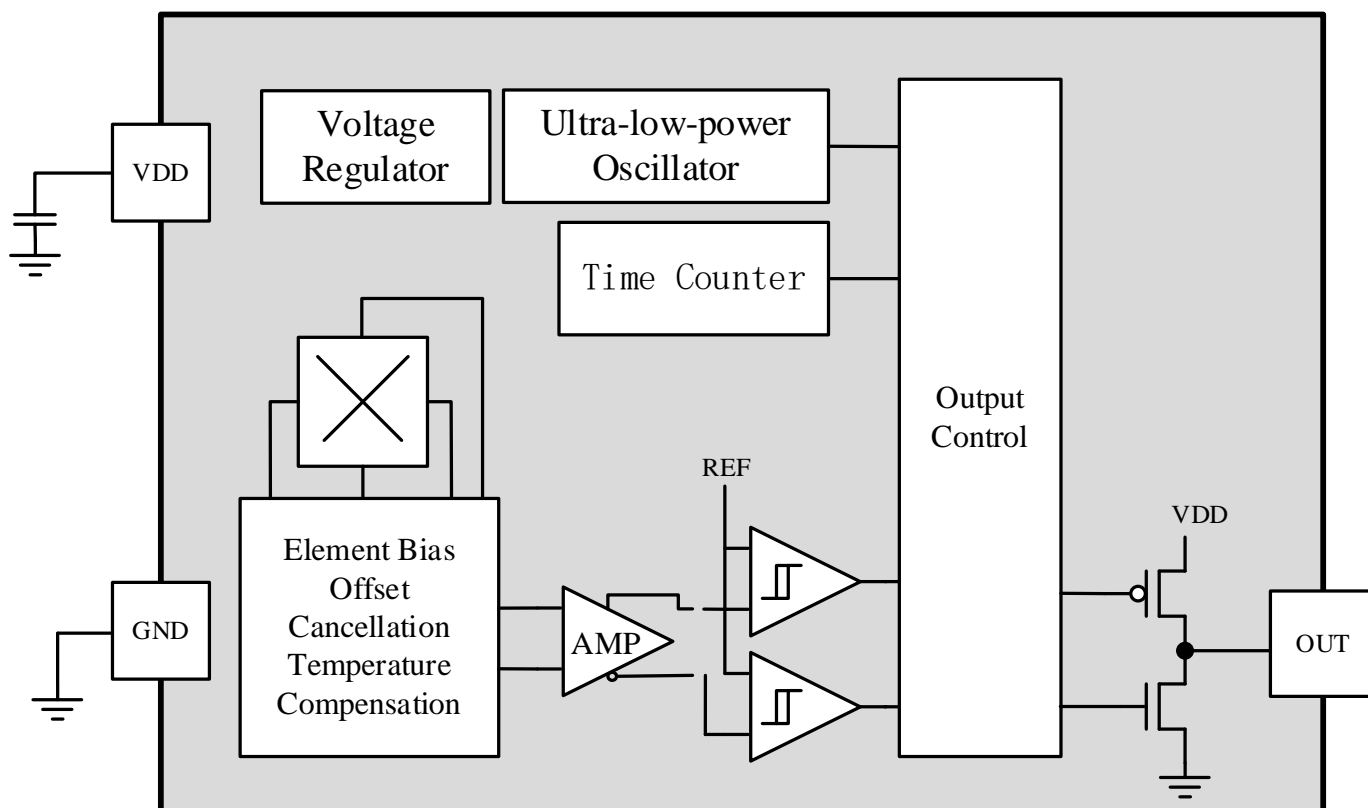 Voltage
Regulator
Ultra-low-power
Oscillator
VDD
Time Counter
Output
Control
REF
VDD
Element Bias
Offset
Cancellation
Temperature
Compensation
AMP
GND
OUT